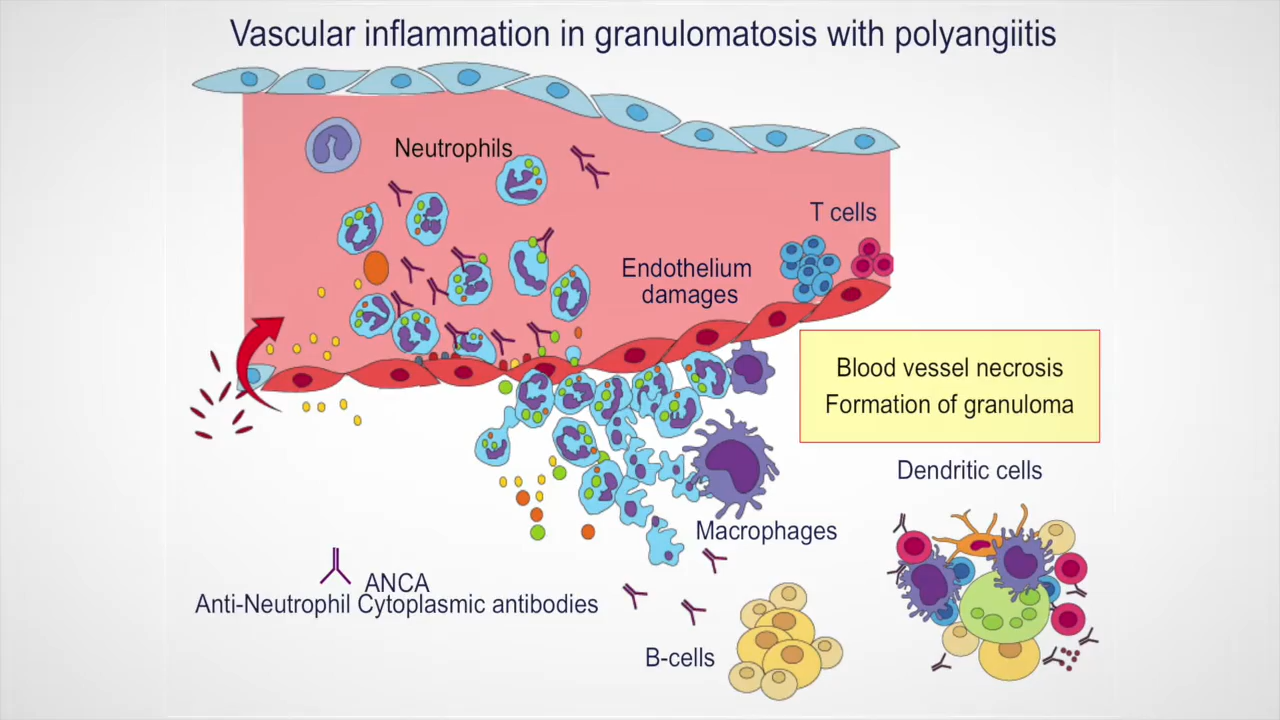 Vascular inflammation in granulomatosis with polyangiitis
Neutrophils
T cells
Endothelium
damages
Blood vessel necrosis
Formation of granuloma
Dendritic cells
Macrophages
ANCA
Anti-Neutrophil Cytoplasmic antibodies
B-cells